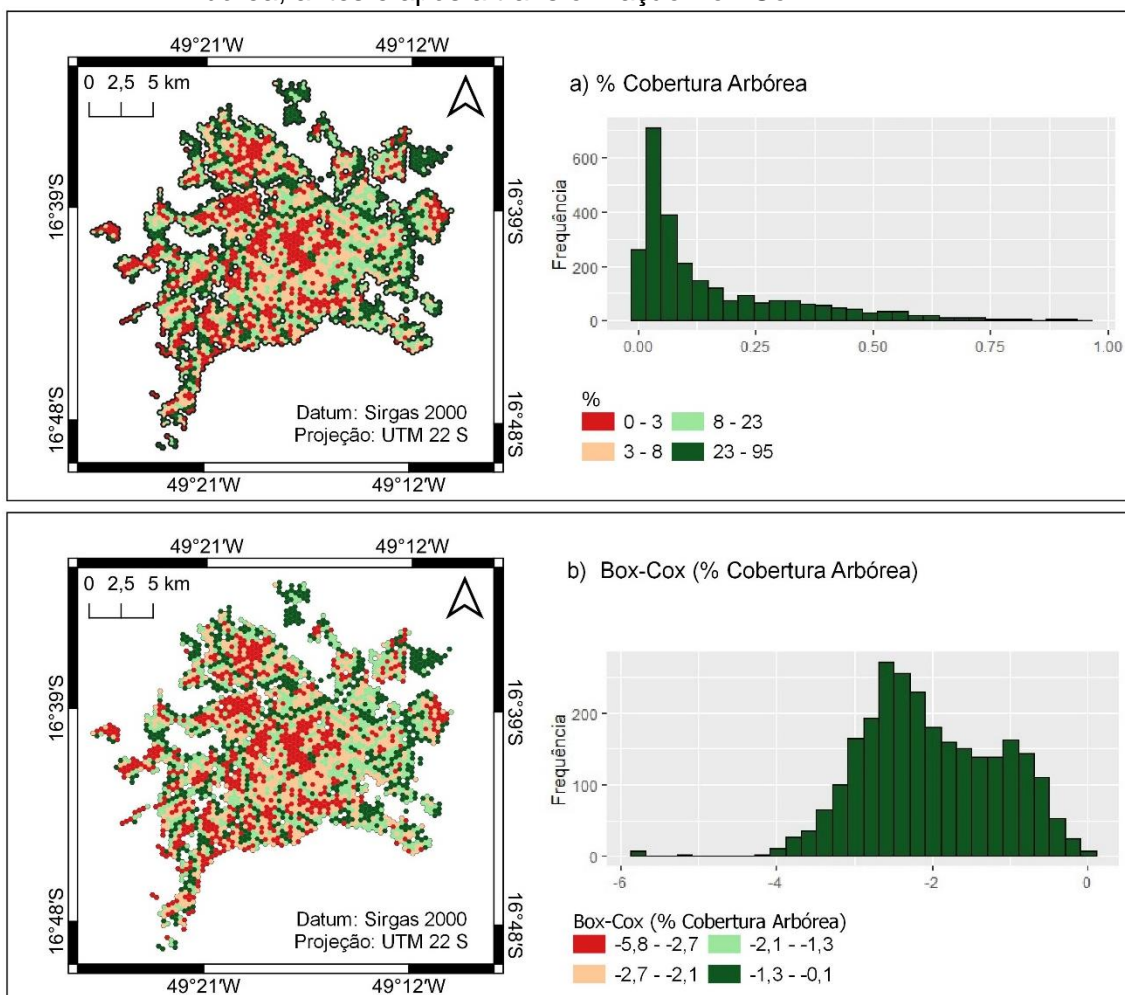 49°21'W 49°12'W
0 2,5 5 km
16°39'S
16°39'S
16°48'S
16°48'S
Datum: Sirgas 2000
Projeção: UTM 22 S
49°21'W 49°12'W
a) % Cobertura Arbórea
Frequência
600
400
200
0
0.00 0.25 0.50 0.75 1.00
%
0 - 3 8 - 23
3 - 8 23 - 95
49°21'W 49°12'W
0 2,5 5 km
16°39'S
16°39'S
16°48'S
16°48'S
Datum: Sirgas 2000
Projeção: UTM 22 S
49°21'W 49°12'W
b) Box-Cox (% Cobertura Arbórea)
Frequência
200
100
0
-6 -4 -2 0
Box-Cox (% Cobertura Arbórea)
-5,8 - -2,7 -2,1 - -1,3
-2,7 - -2,1 -1,3 - -0,1